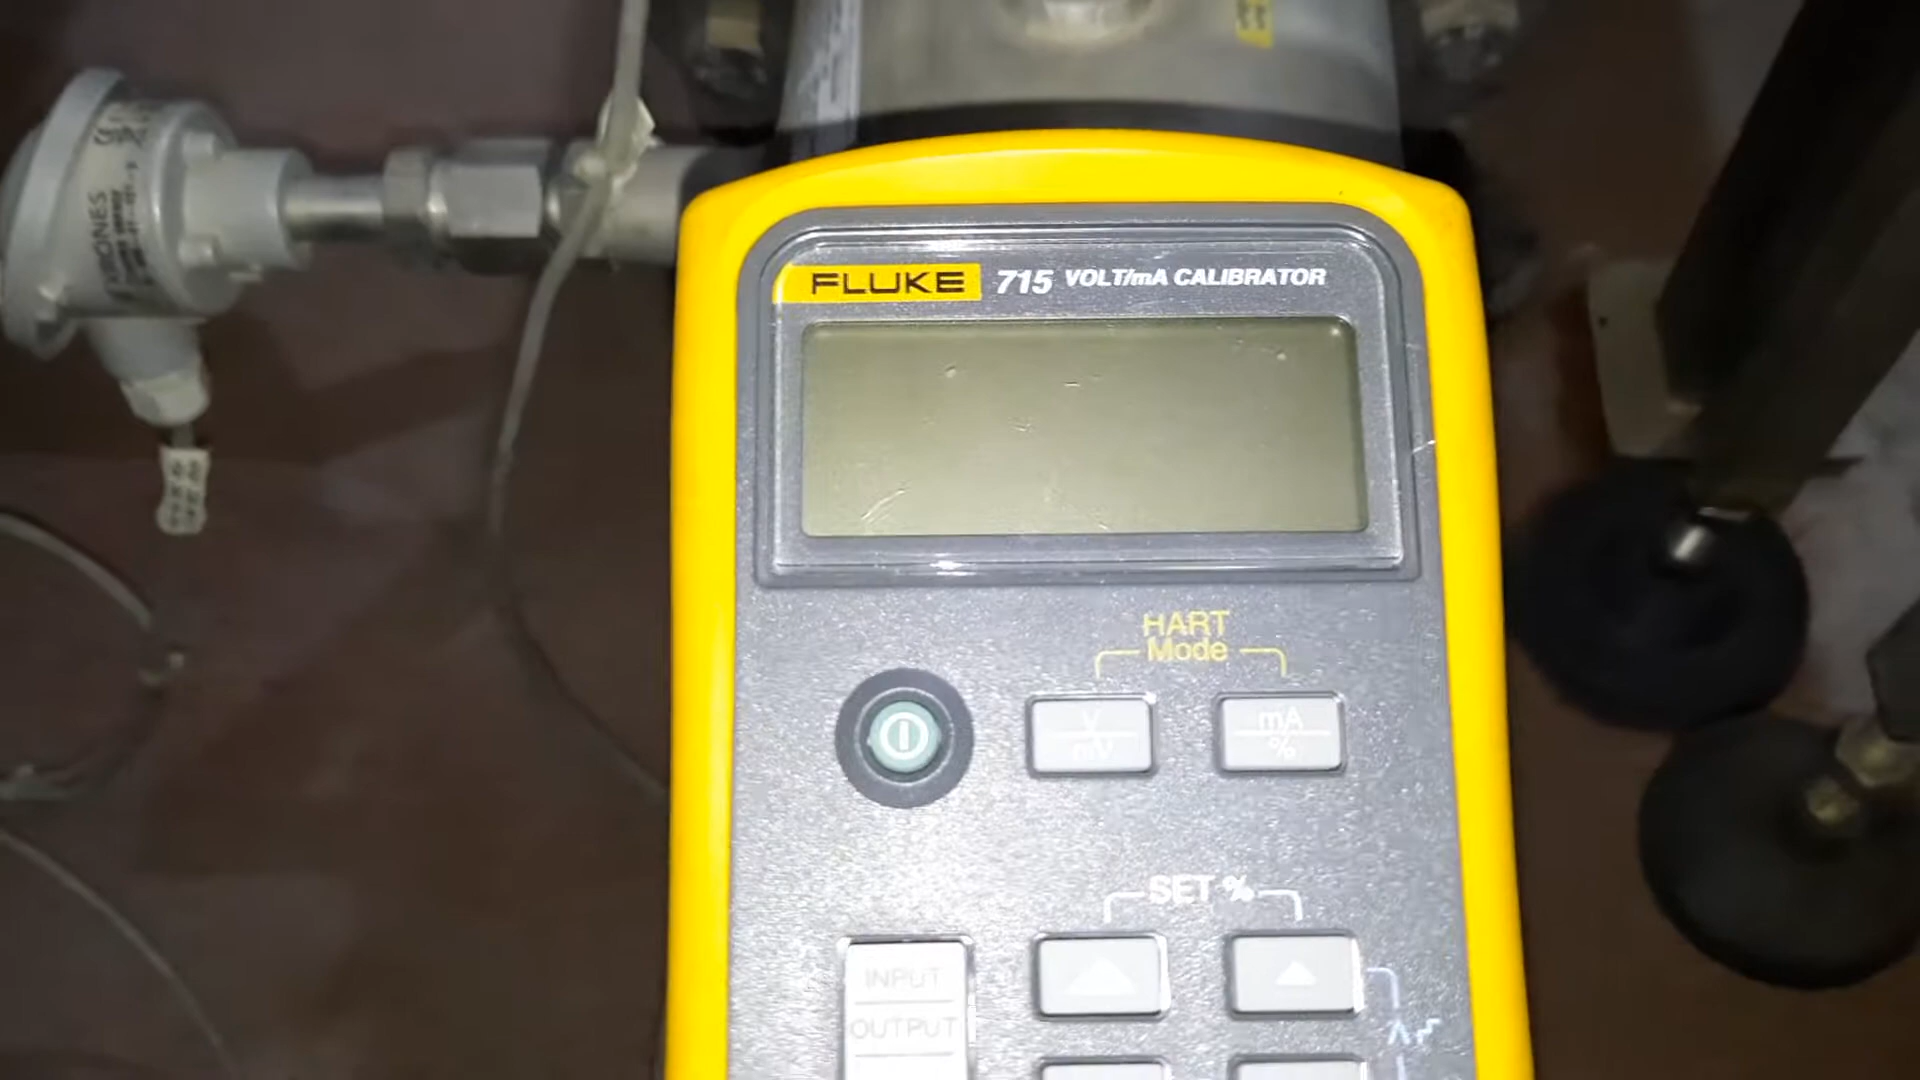 FLUKE 715 VOLT/mA CALIBRATOR
HART
Mode
V
mV
mA
%
SET %
INPUT
OUTPUT